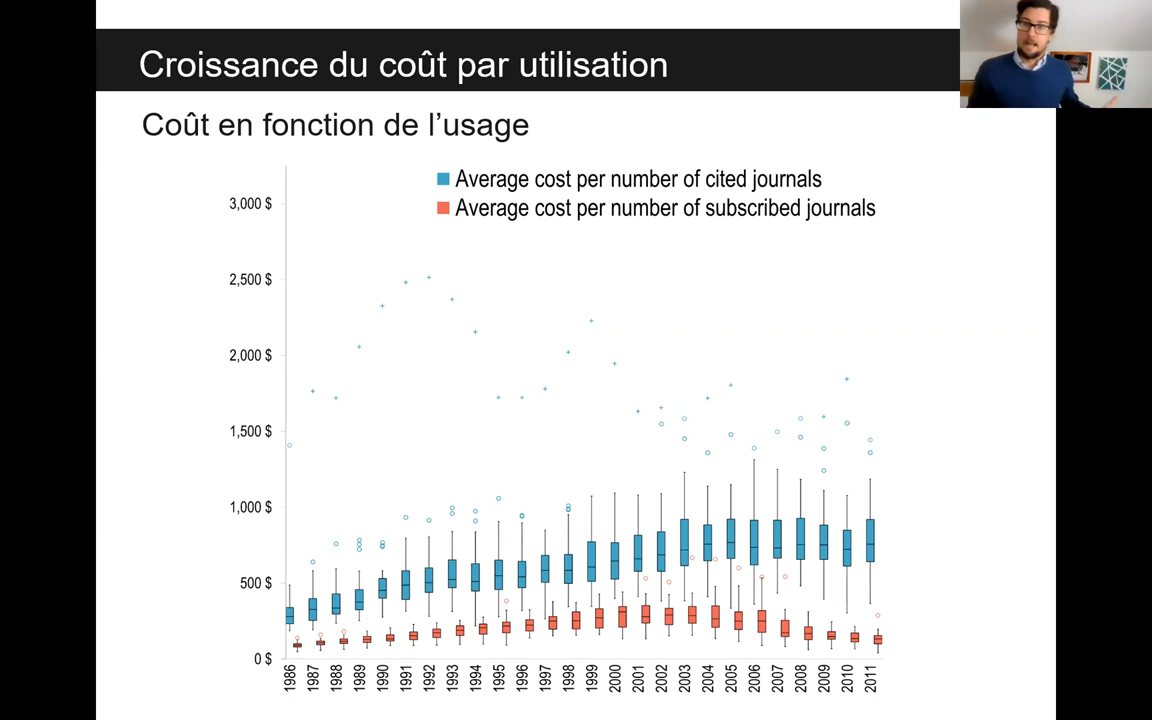 Croissance du coût par utilisation
Coût en fonction de l’usage
Average cost per number of cited journals
Average cost per number of subscribed journals
3,000 $
2,500 $
2,000 $
1,500 $
1,000 $
500 $
0 $
1986 1987 1988 1989 1990 1991 1992 1993 1994 1995 1996 1997 1998 1999 2000 2001 2002 2003 2004 2005 2006 2007 2008 2009 2010 2011